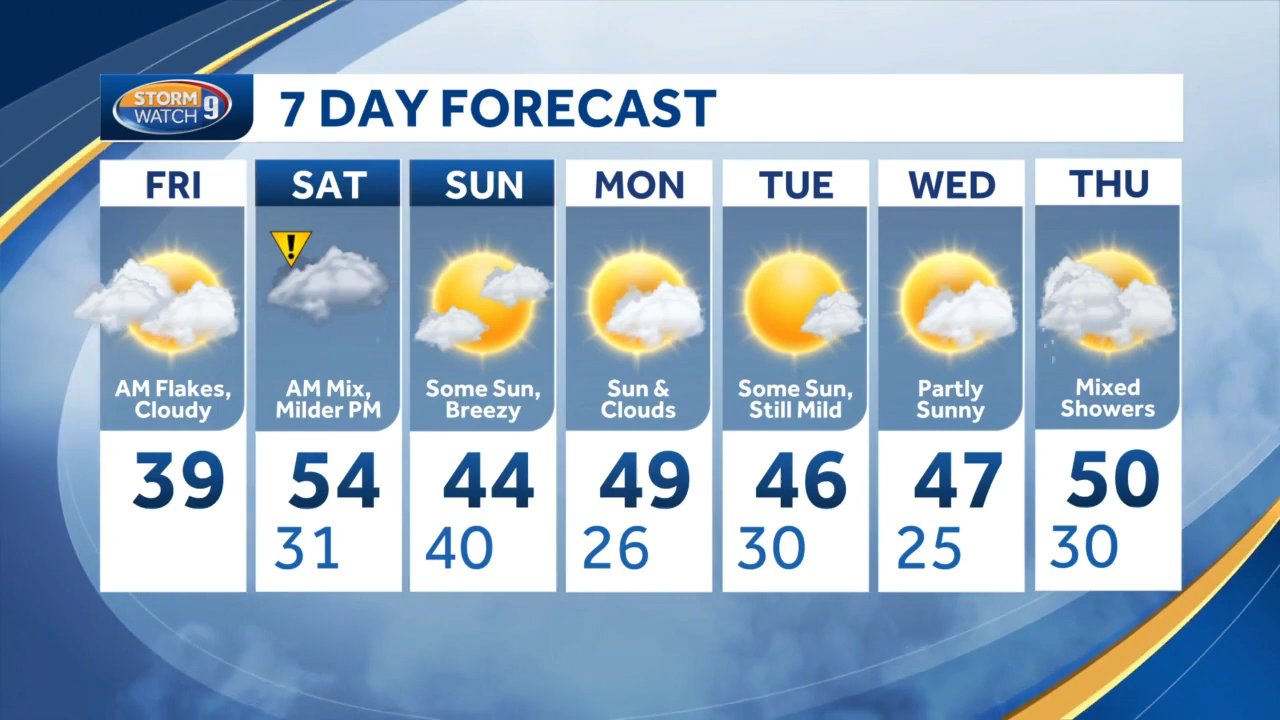 STORM
WATCH 9
7 DAY FORECAST
FRI
AM Flakes,
Cloudy
39
SAT
!
AM Mix,
Milder PM
54
31
SUN
Some Sun,
Breezy
44
40
MON
Sun &
Clouds
49
26
TUE
Some Sun,
Still Mild
46
30
WED
Partly
Sunny
47
25
THU
Mixed
Showers
50
30